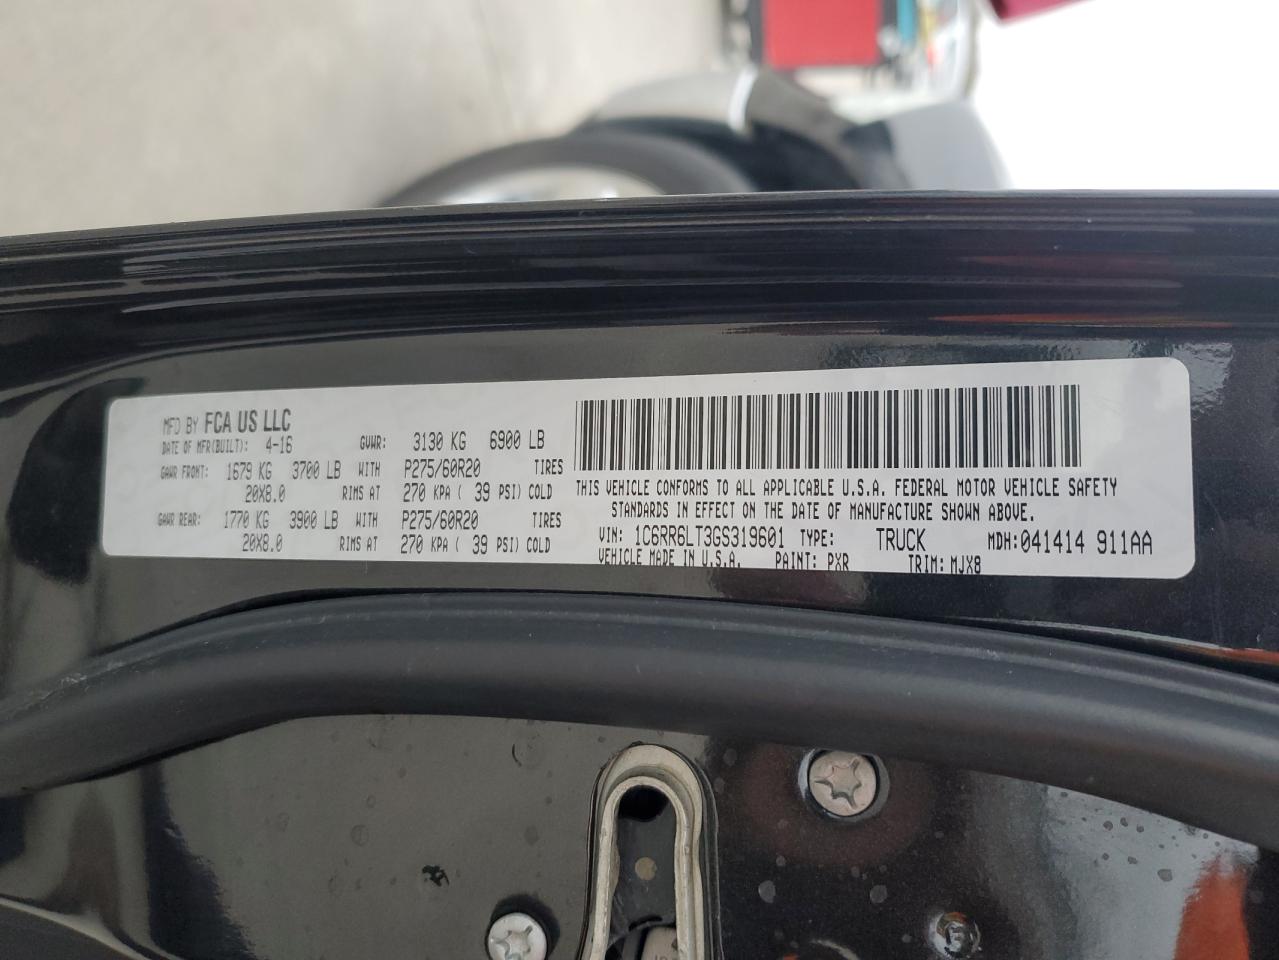 MFD BY FCA US LLC
DATE OF MFR(BUILT): 4-16 GVWR: 3130 KG 6900 LB
GAWR FRONT: 1679 KG 3700 LB WITH P275/60R20 TIRES
20X8.0 RIMS AT 270 KPA ( 39 PSI) COLD
GAWR REAR: 1770 KG 3900 LB WITH P275/60R20 TIRES
20X8.0 RIMS AT 270 KPA ( 39 PSI) COLD
THIS VEHICLE CONFORMS TO ALL APPLICABLE U.S.A. FEDERAL MOTOR VEHICLE SAFETY
STANDARDS IN EFFECT ON THE DATE OF MANUFACTURE SHOWN ABOVE.
VIN: 1C6RR6LT3GS319601 TYPE: TRUCK MDH: 041414 911AA
VEHICLE MADE IN U.S.A. PAINT: PXR TRIM: MJX8